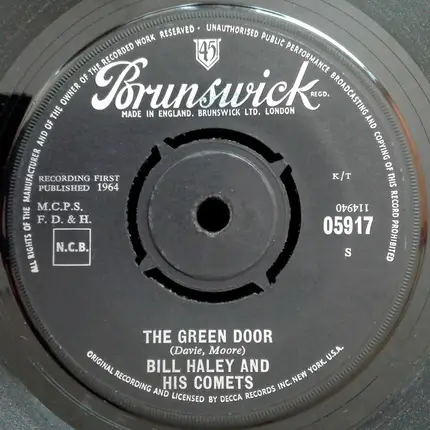 ALL RIGHTS OF THE MANUFACTURER AND OF THE OWNER OF THE RECORDED WORK RESERVED · UNAUTHORISED PUBLIC PERFORMANCE BROADCASTING AND COPYING OF THIS RECORD PROHIBITED
45
Brunswick REGD.
MADE IN ENGLAND. BRUNSWICK LTD. LONDON
RECORDING FIRST
PUBLISHED 1964
K/T
M.C.P.S.
F. D. & H.
114940
05917
N.C.B.
S
THE GREEN DOOR
(Davie, Moore)
BILL HALEY AND
HIS COMETS
ORIGINAL RECORDING AND LICENSED BY DECCA RECORDS INC. NEW YORK. U.S.A.